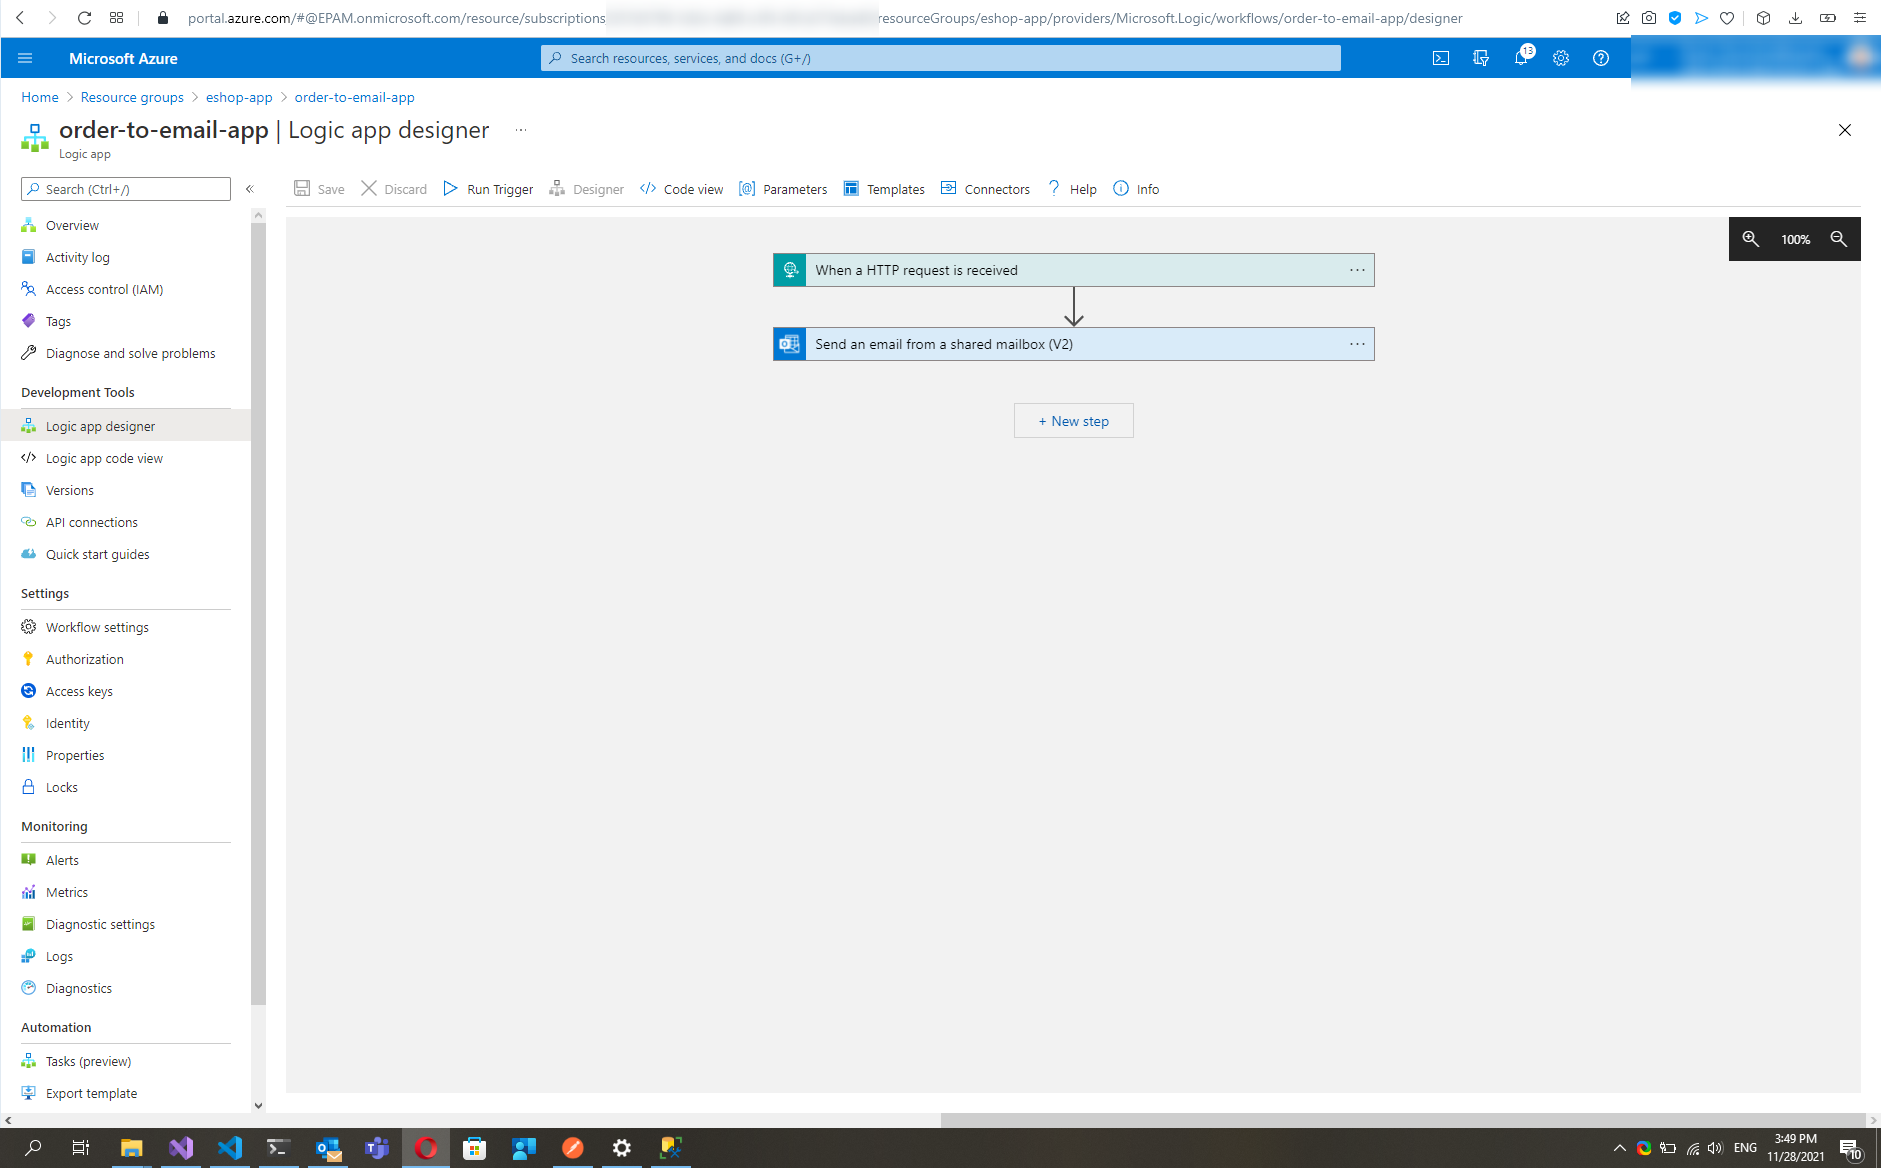 portal.azure.com/#@EPAM.onmicrosoft.com/resource/subscriptions
resourceGroups/eshop-app/providers/Microsoft.Logic/workflows/order-to-email-app/designer
Microsoft Azure
Search resources, services, and docs (G+/)
13
Home > Resource groups > eshop-app > order-to-email-app
order-to-email-app | Logic app designer ...
Logic app
Search (Ctrl+/)
«
Save
Discard
Run Trigger
Designer
</> Code view
[@] Parameters
Templates
Connectors
? Help
Info
Overview
Activity log
Access control (IAM)
Tags
Diagnose and solve problems
Development Tools
Logic app designer
</> Logic app code view
Versions
API connections
Quick start guides
Settings
Workflow settings
Authorization
Access keys
Identity
Properties
Locks
Monitoring
Alerts
Metrics
Diagnostic settings
Logs
Diagnostics
Automation
Tasks (preview)
Export template
100%
When a HTTP request is received ...
Send an email from a shared mailbox (V2) ...
+ New step
ENG
3:49 PM
11/28/2021
10